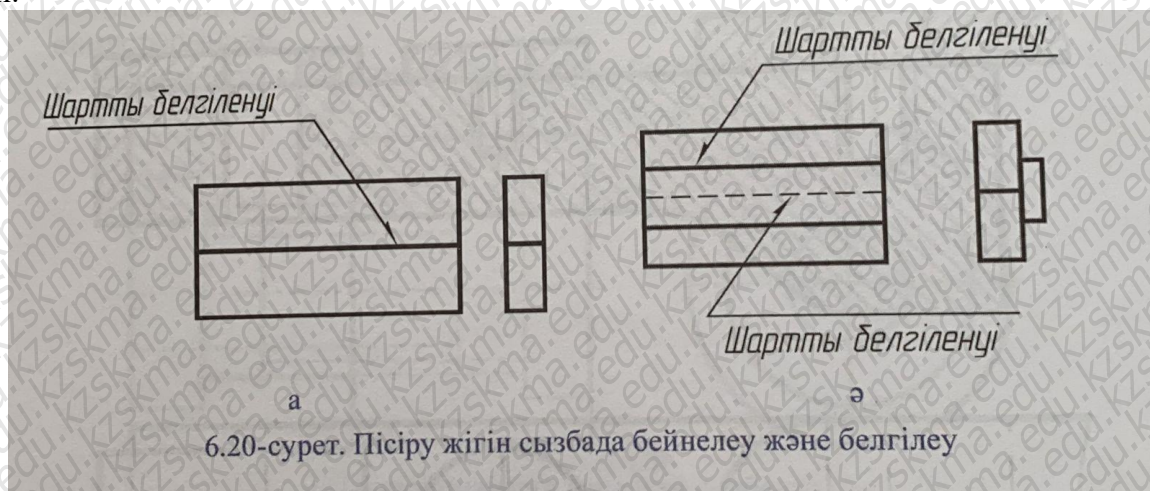 Шартты белгіленуі
Шартты белгіленуі
Шартты белгіленуі
а
ә
6.20-сурет. Пісіру жігін сызбада бейнелеу және белгілеу